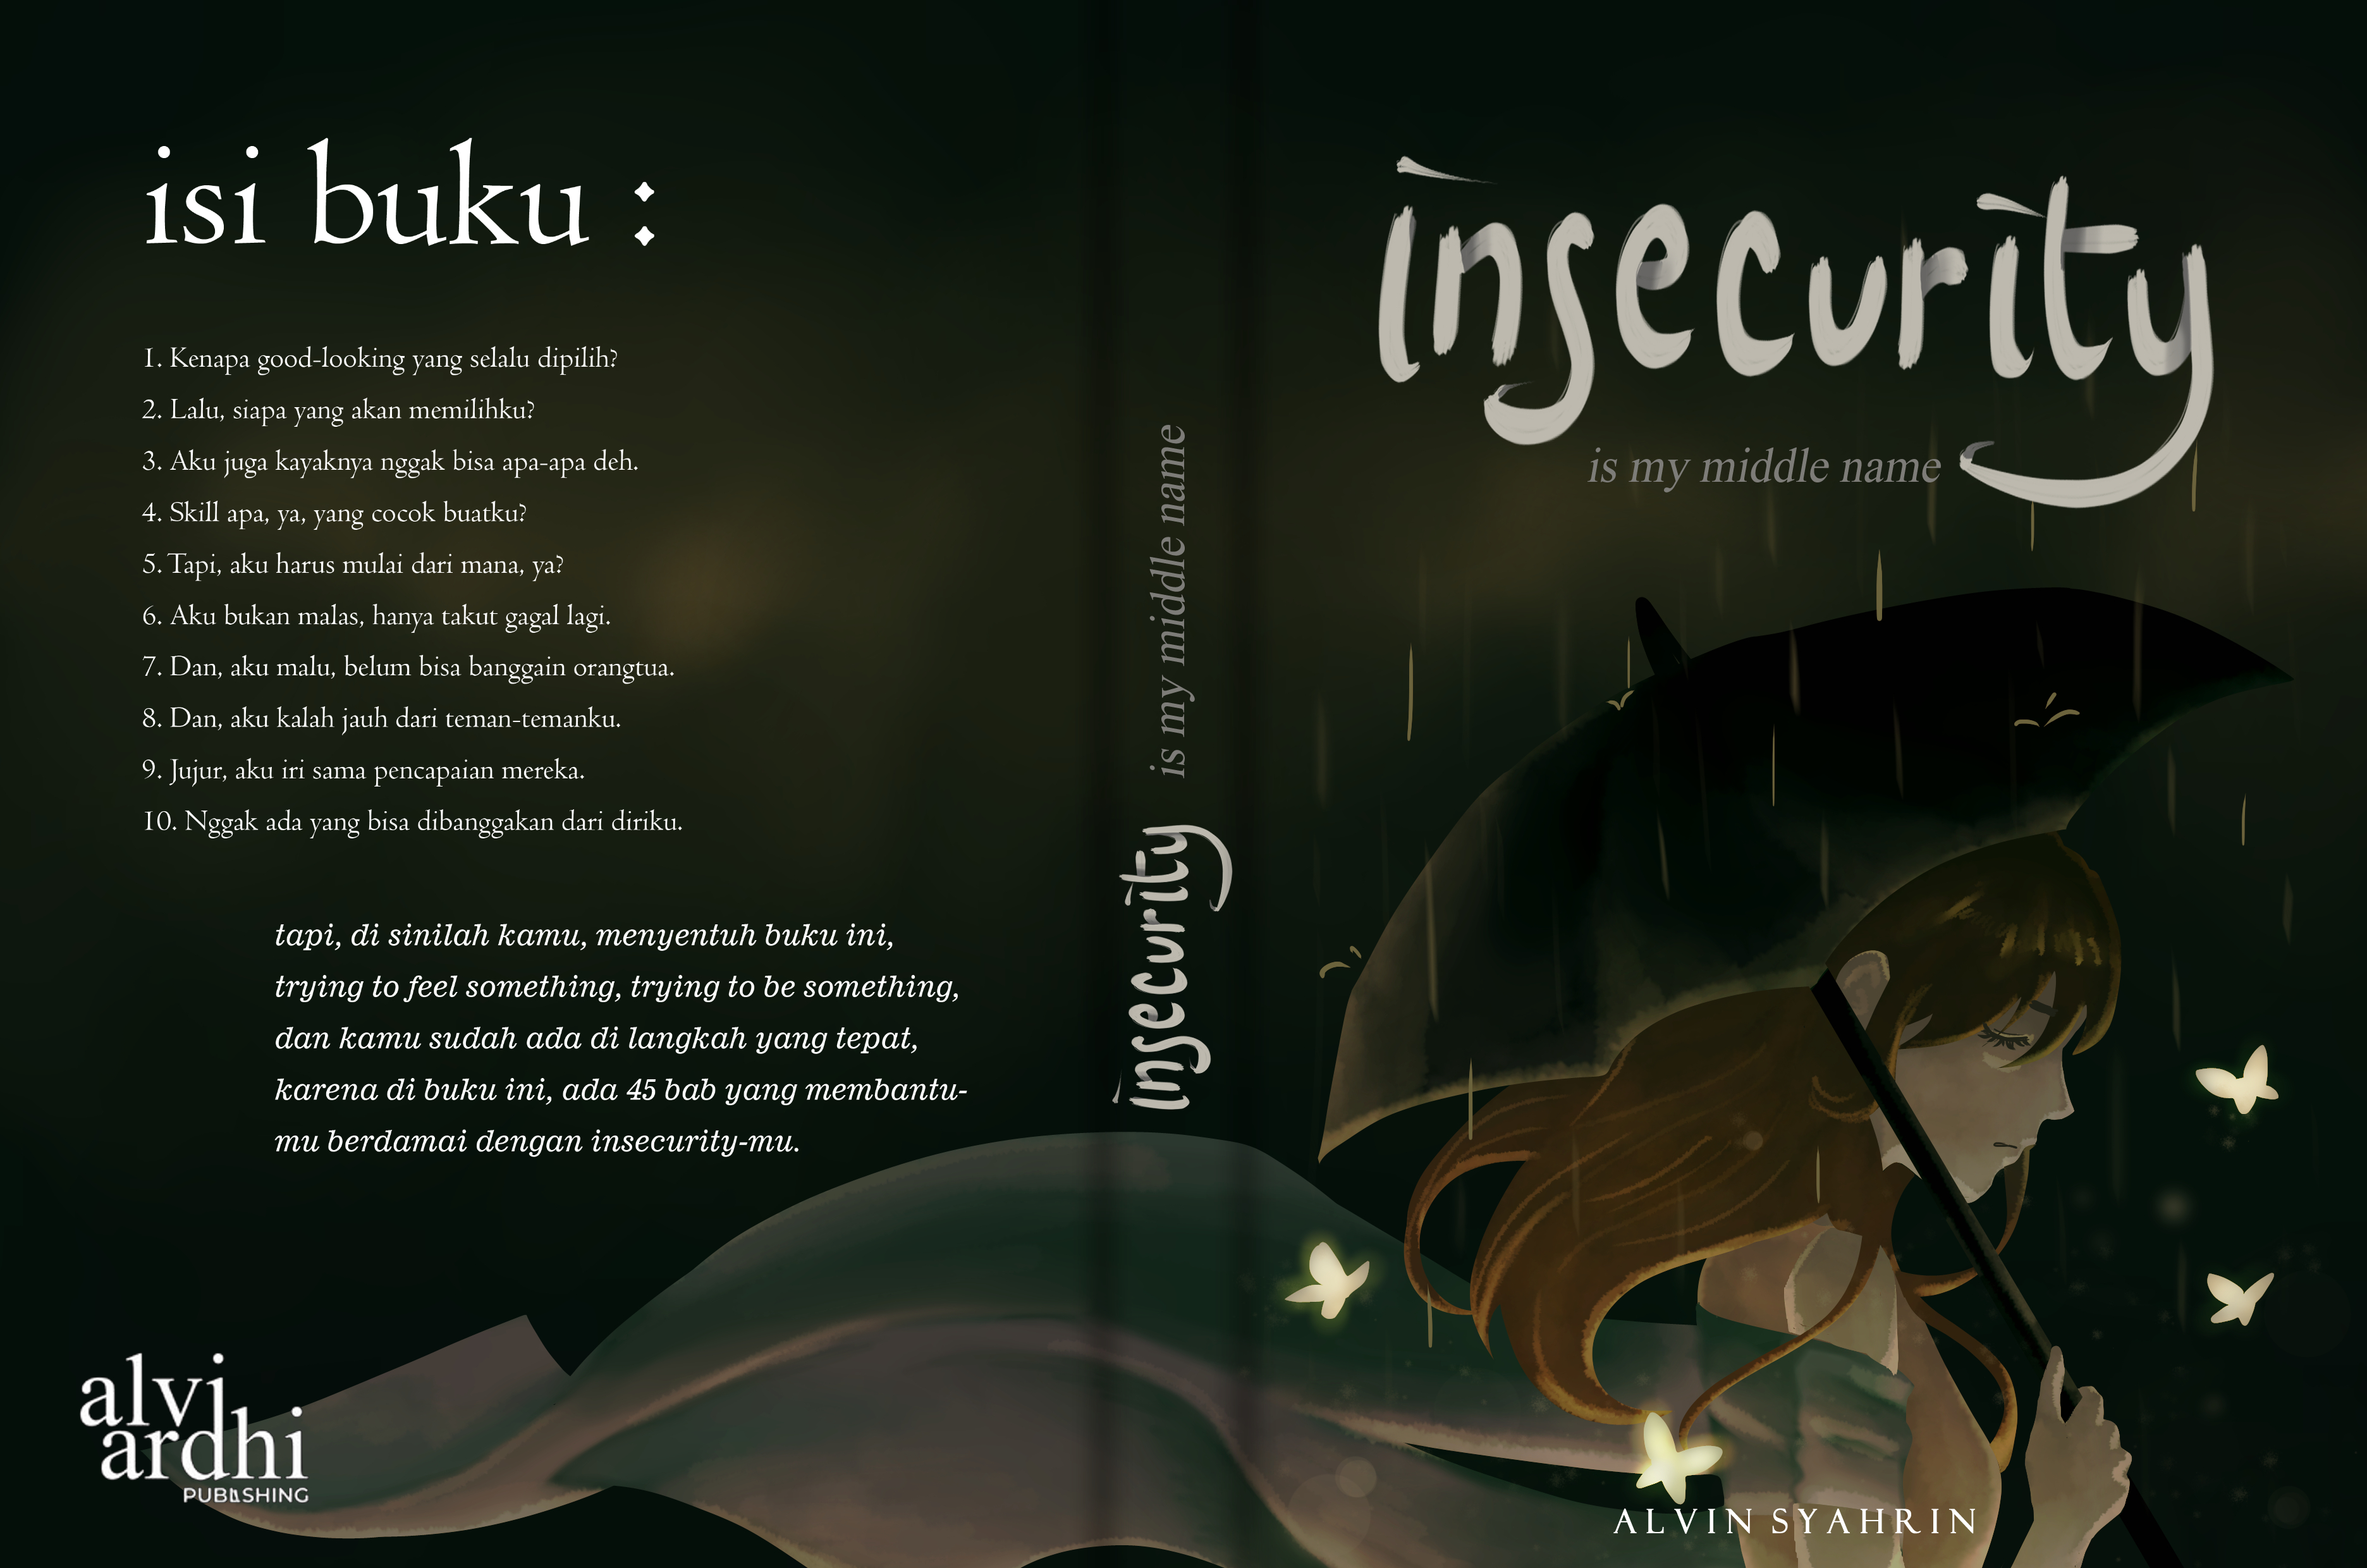 isi buku :
1. Kenapa good-looking yang selalu dipilih?
2. Lalu, siapa yang akan memilihku?
3. Aku juga kayaknya nggak bisa apa-apa deh.
4. Skill apa, ya, yang cocok buatku?
5. Tapi, aku harus mulai dari mana, ya?
6. Aku bukan malas, hanya takut gagal lagi.
7. Dan, aku malu, belum bisa banggain orangtua.
8. Dan, aku kalah jauh dari teman-temanku.
9. Jujur, aku iri sama pencapaian mereka.
10. Nggak ada yang bisa dibanggakan dari diriku.
tapi, di sinilah kamu, menyentuh buku ini,
trying to feel something, trying to be something,
dan kamu sudah ada di langkah yang tepat,
karena di buku ini, ada 45 bab yang membantu-
mu berdamai dengan insecurity-mu.
alvi
ardhi
PUBLISHING
insecurity is my middle name
insecurity
is my middle name
ALVIN SYAHRIN